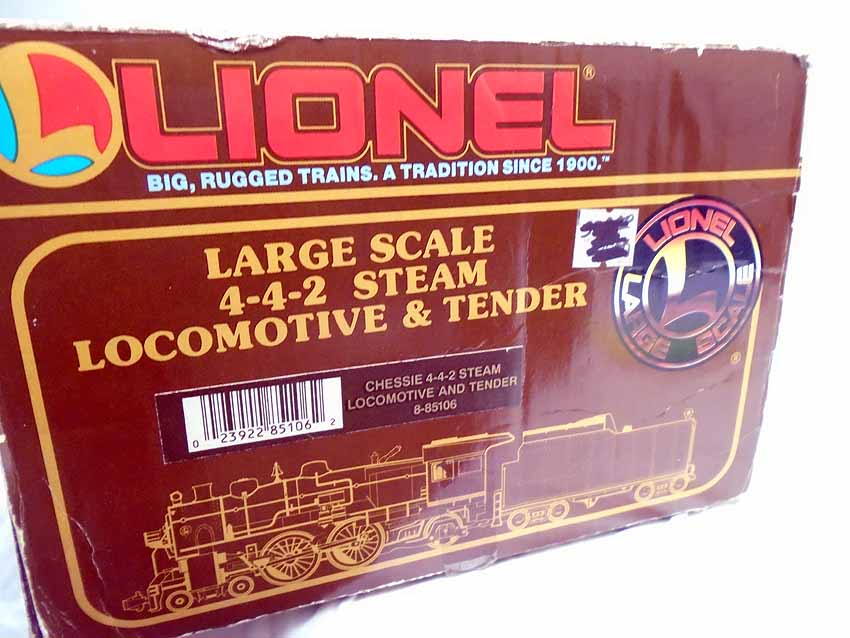 LIONEL®
BIG, RUGGED TRAINS. A TRADITION SINCE 1900.™
LARGE SCALE
4-4-2 STEAM
LOCOMOTIVE & TENDER
LIONEL
LARGE SCALE
®
CHESSIE 4-4-2 STEAM
LOCOMOTIVE AND TENDER
8-85106
0 23922 85106 2